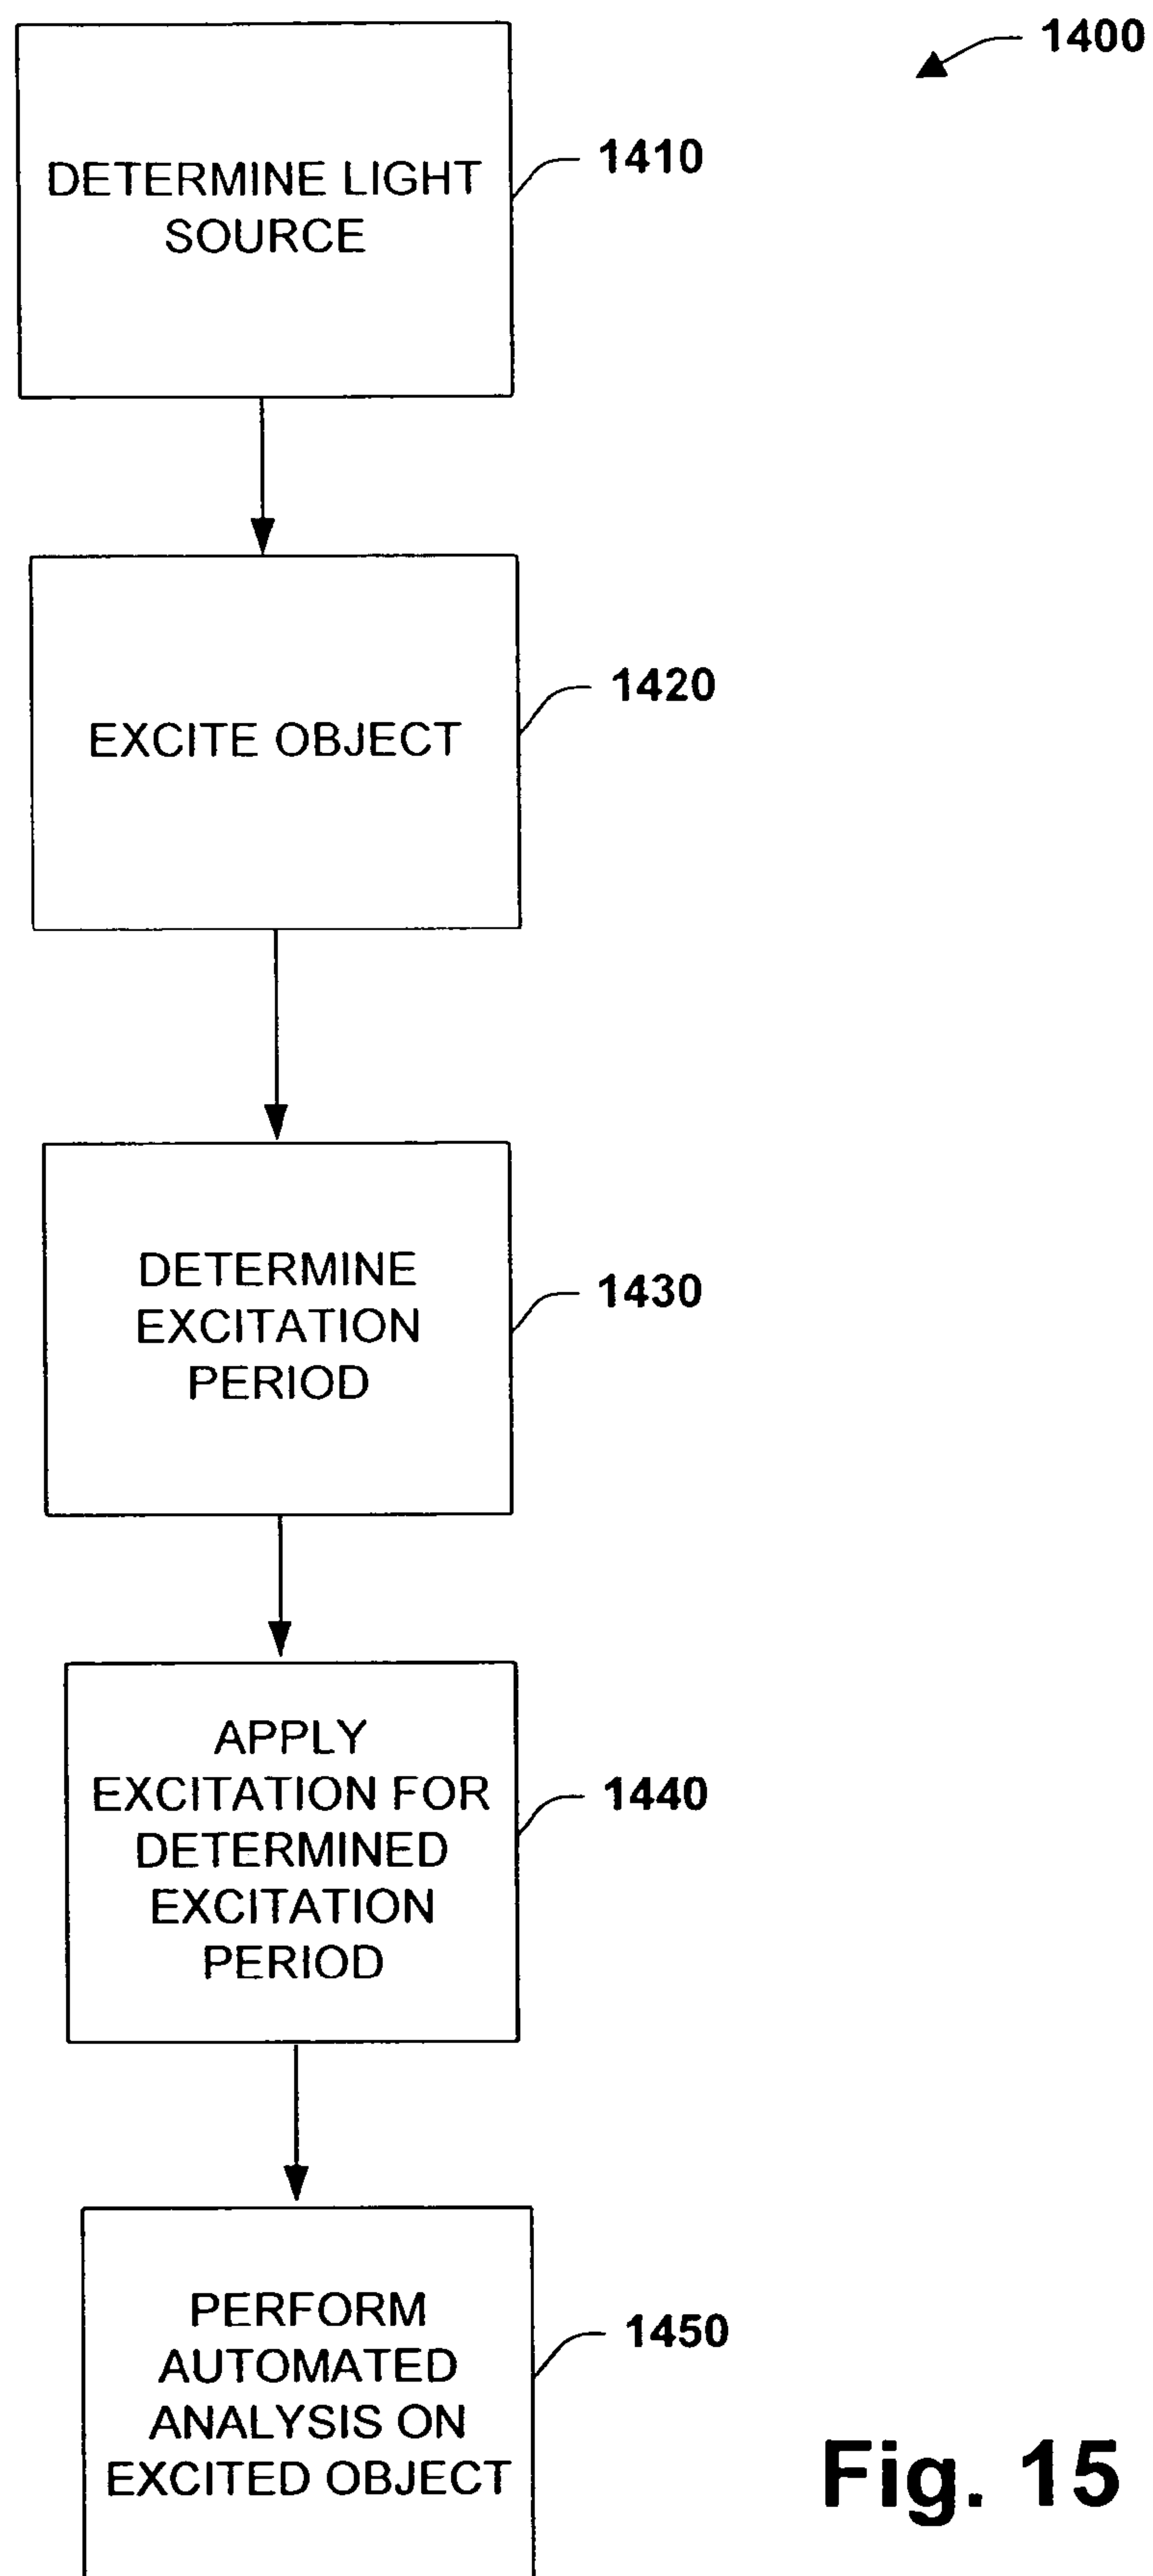 1400
DETERMINE LIGHT
SOURCE
1410
EXCITE OBJECT
1420
DETERMINE
EXCITATION
PERIOD
1430
APPLY
EXCITATION FOR
DETERMINED
EXCITATION
PERIOD
1440
PERFORM
AUTOMATED
ANALYSIS ON
EXCITED OBJECT
1450
Fig. 15